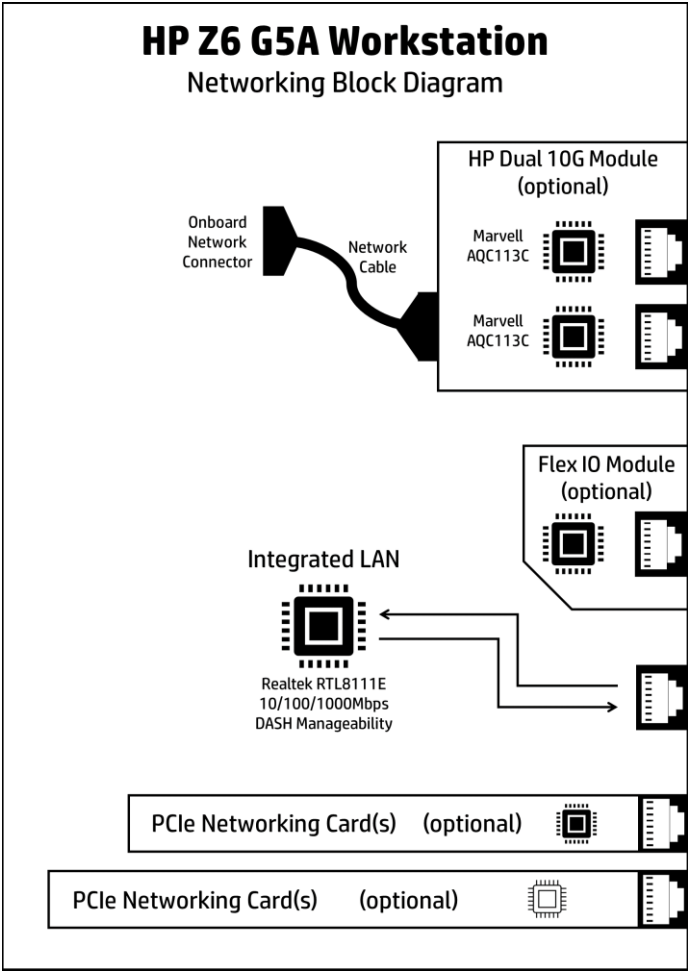 HP Z6 G5A Workstation
Networking Block Diagram
HP Dual 10G Module
(optional)
Onboard
Network
Connector
Network
Cable
Marvell
AQC113C
Marvell
AQC113C
Flex IO Module
(optional)
Integrated LAN
Realtek RTL8111E
10/100/1000Mbps
DASH Manageability
PCIe Networking Card(s) (optional)
PCIe Networking Card(s) (optional)